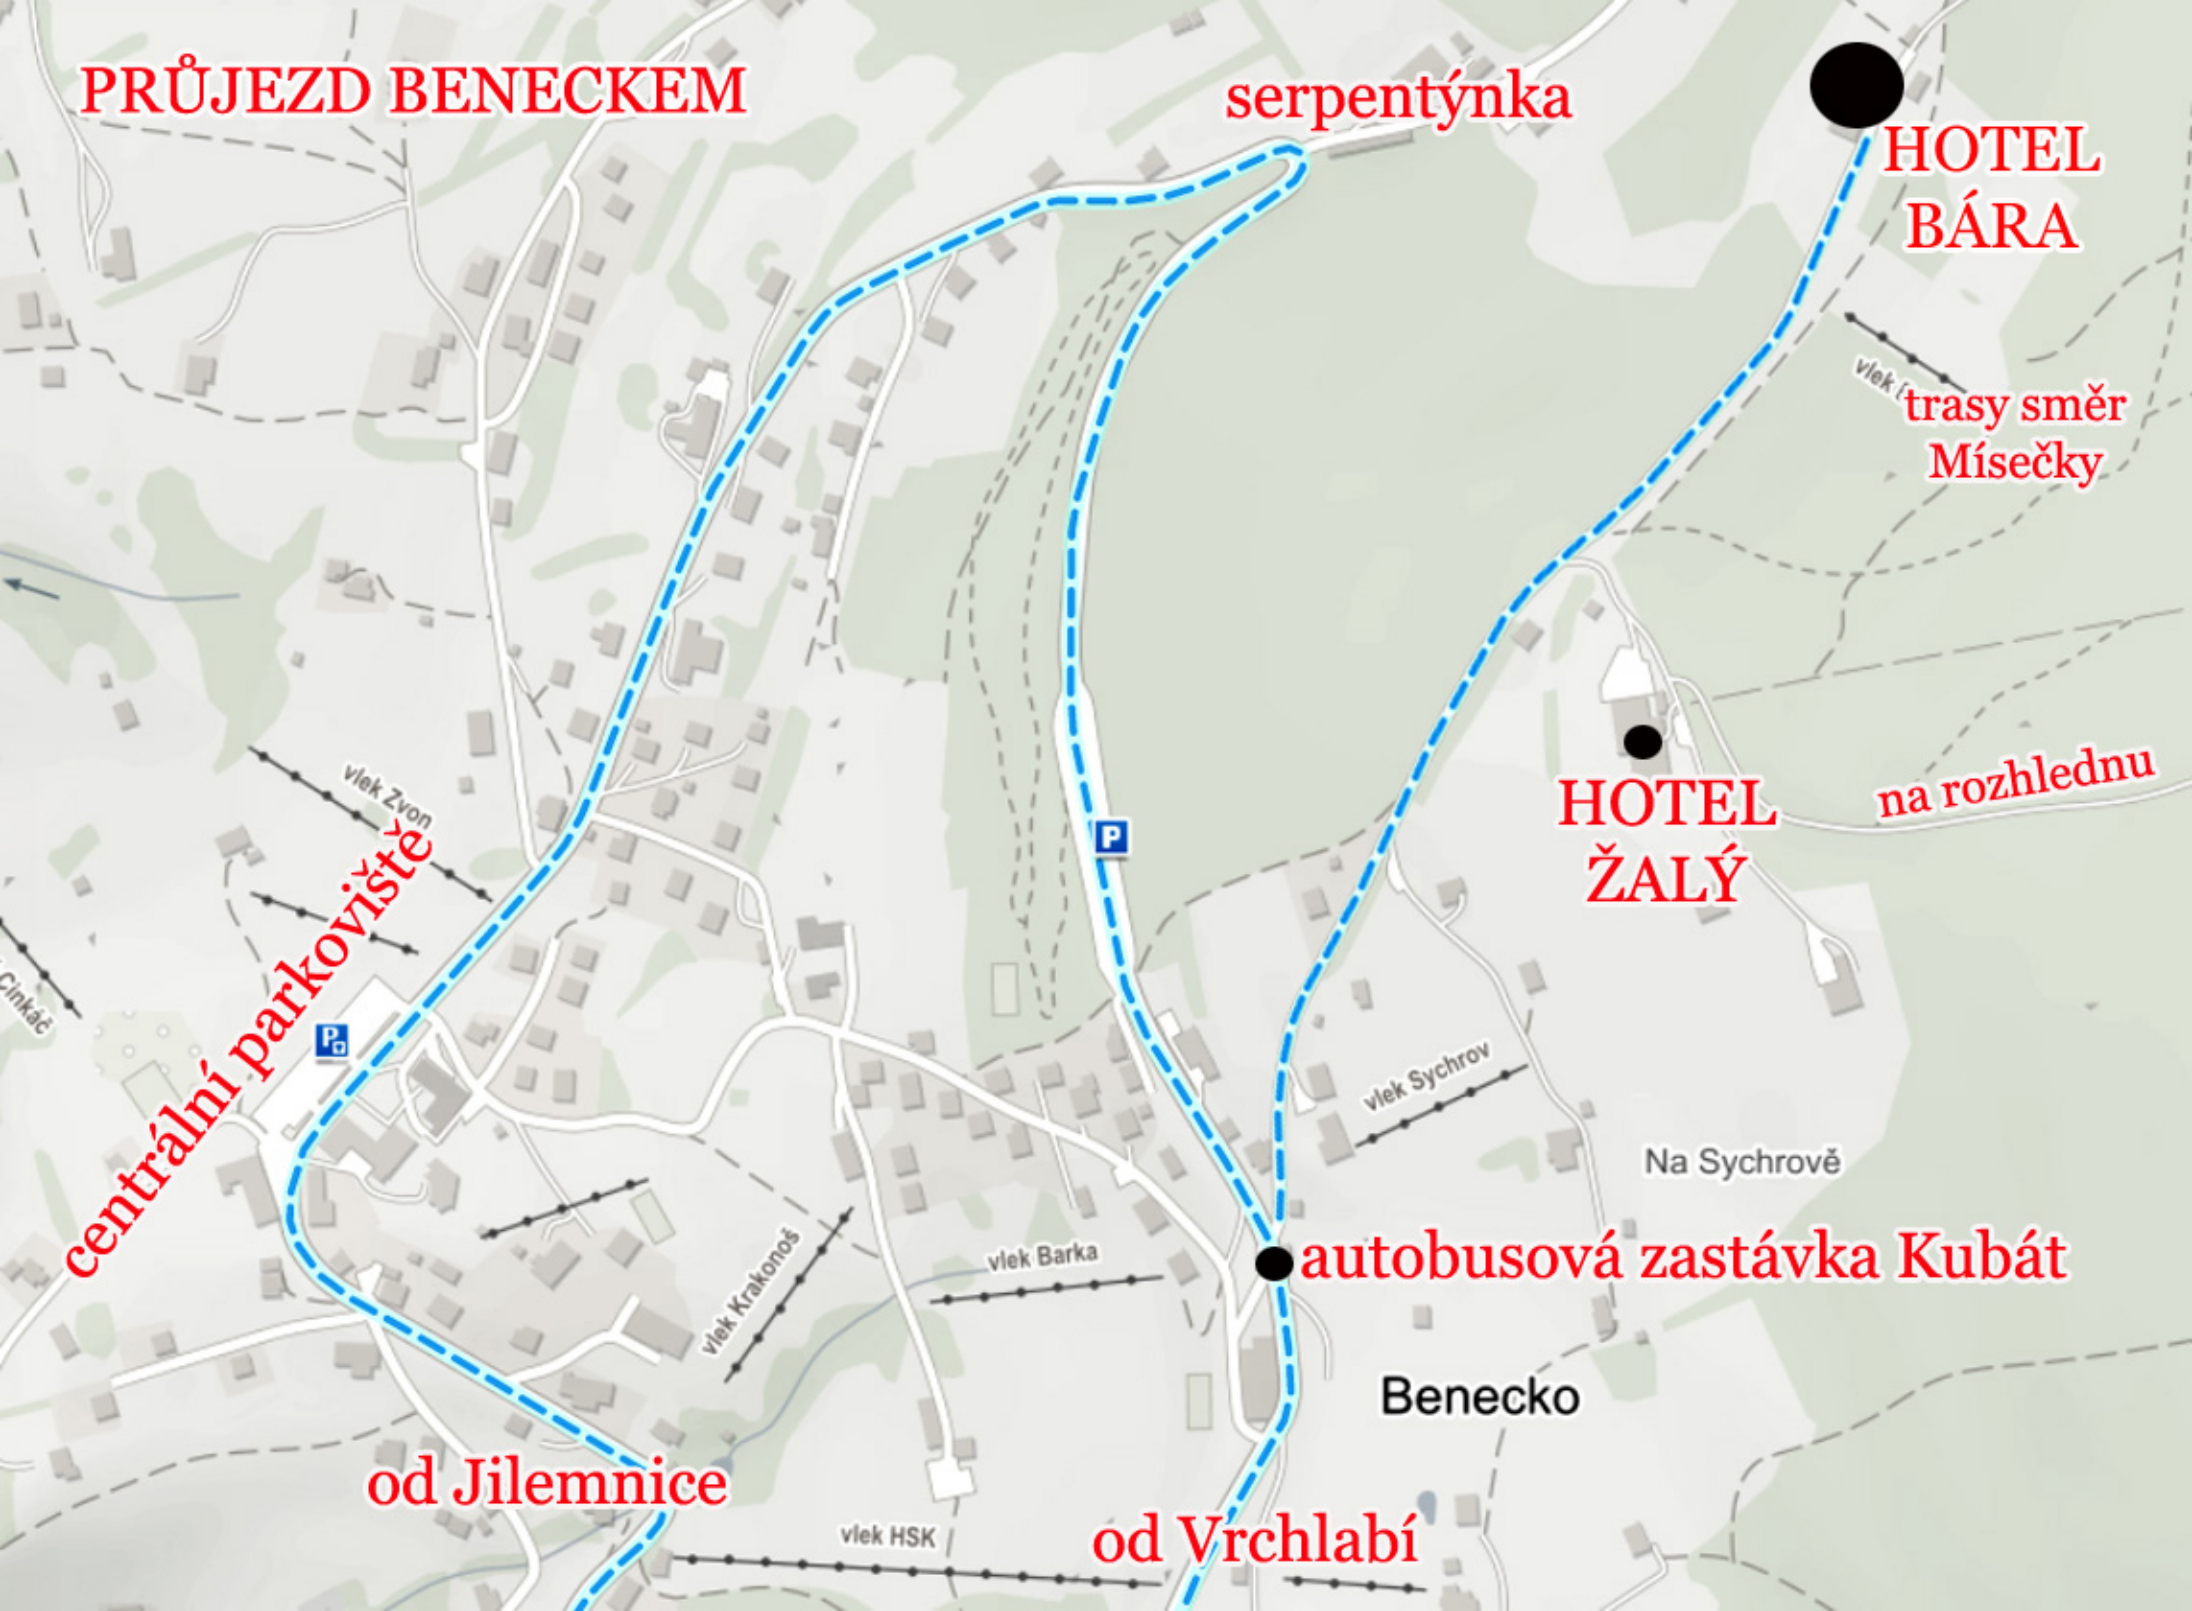 PRŮJEZD BENECKEM
serpentýnka
HOTEL
BÁRA
vlek
trasy směr
Mísečky
vlek Zvon
centrální parkoviště
P
HOTEL
ŽALÝ
na rozhlednu
Cinkáč
P
vlek Sychrov
Na Sychrově
vlek Krakonoš
vlek Barka
autobusová zastávka Kubát
Benecko
od Jilemnice
vlek HSK
od Vrchlabí